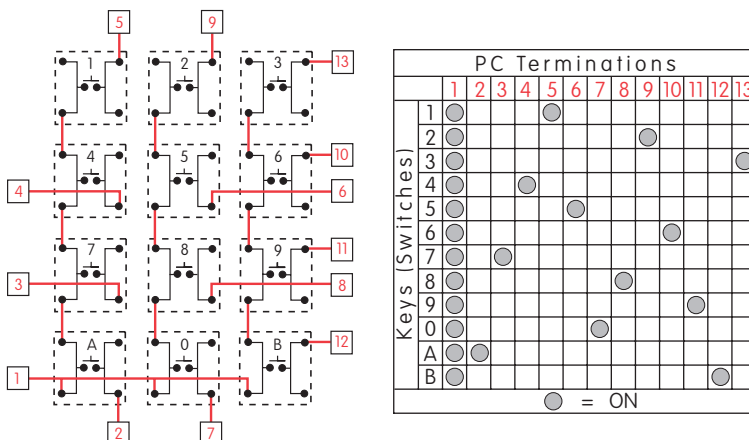 5 9
1 2 3 13
4 5 6 10
4 6
7 8 9 11
3 8
A 0 B 12
1
2 7
PC Terminations
1 2 3 4 5 6 7 8 9 10 11 12 13
Keys (Switches)
1
2
3
4
5
6
7
8
9
0
A
B
= ON